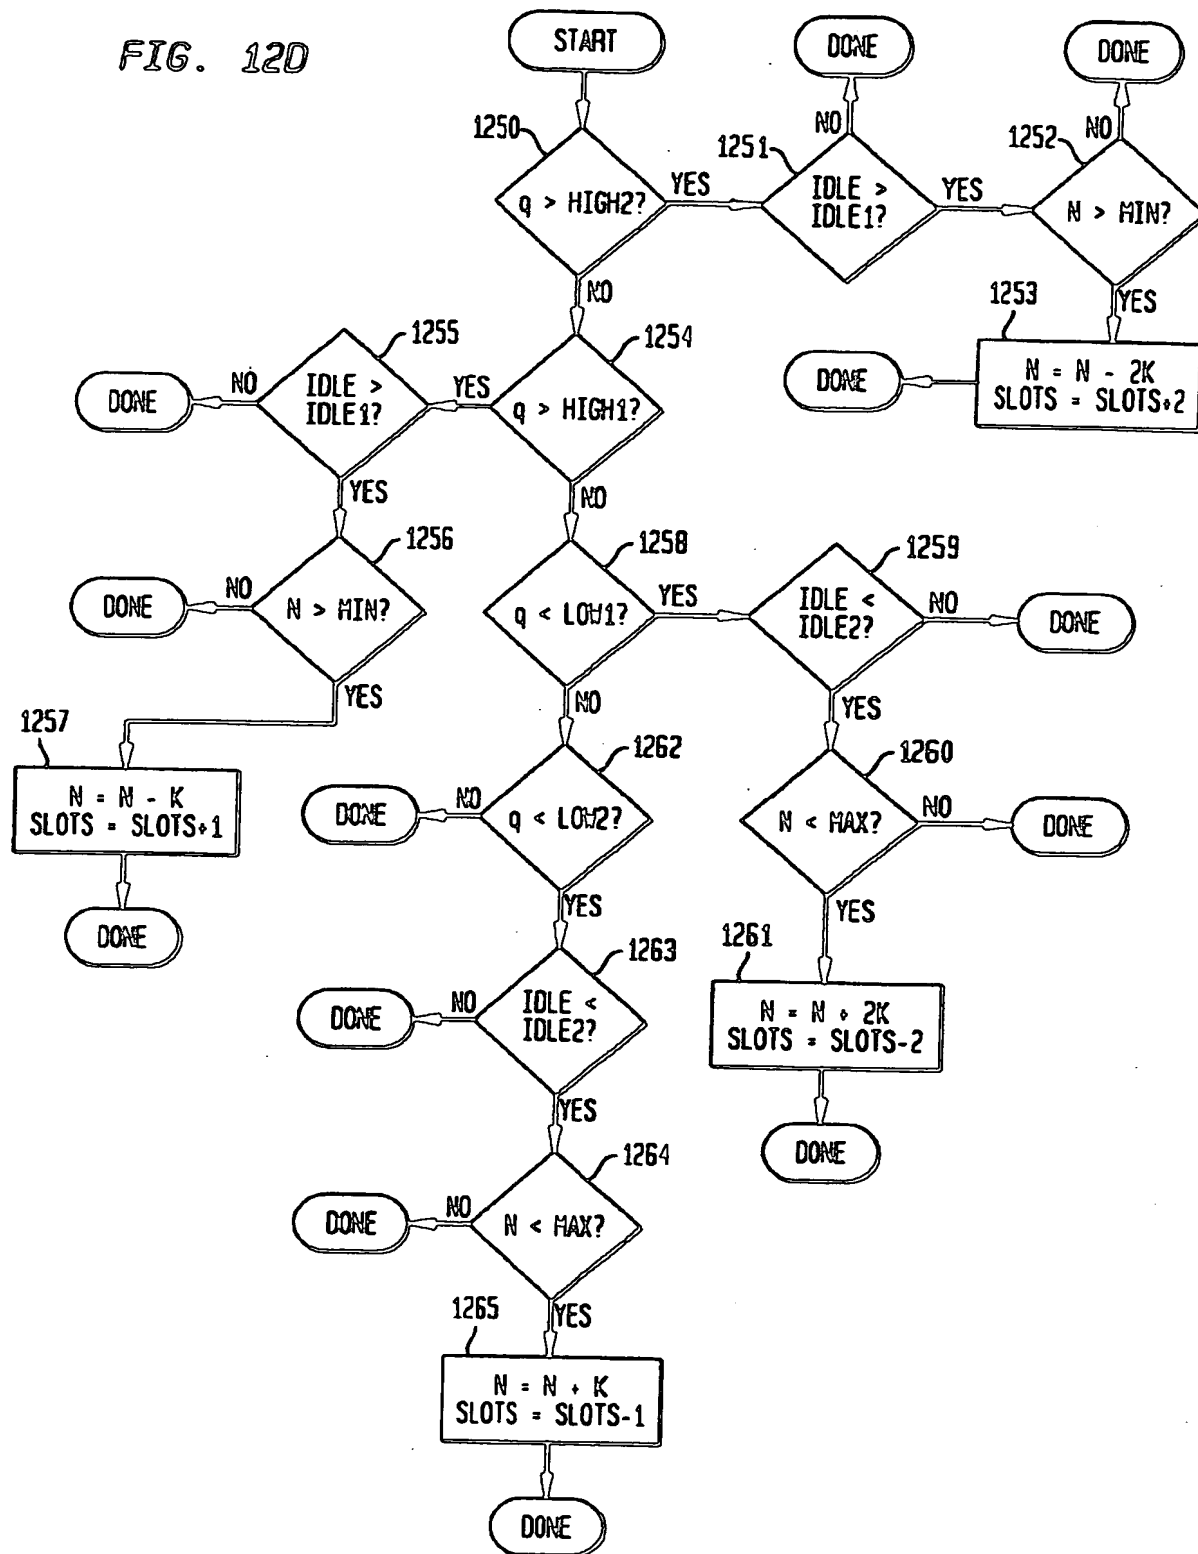 FIG. 12D
START
DONE
DONE
1250
1251
1252
NO
NO
q > HIGH2?
YES
IDLE >
IDLE1?
YES
N > MIN?
NO
YES
1253
1255
1254
N = N - 2K
SLOTS = SLOTS+2
DONE
DONE
NO
IDLE >
IDLE1?
YES
q > HIGH1?
YES
NO
1256
1258
1259
DONE
NO
N > MIN?
q < LOW1?
YES
IDLE <
IDLE2?
NO
DONE
YES
NO
YES
1257
1262
1260
N = N - K
SLOTS = SLOTS+1
DONE
NO
q < LOW2?
N < MAX?
NO
DONE
DONE
YES
YES
1263
1261
DONE
NO
IDLE <
IDLE2?
N = N + 2K
SLOTS = SLOTS-2
YES
DONE
1264
DONE
NO
N < MAX?
YES
1265
N = N + K
SLOTS = SLOTS-1
DONE